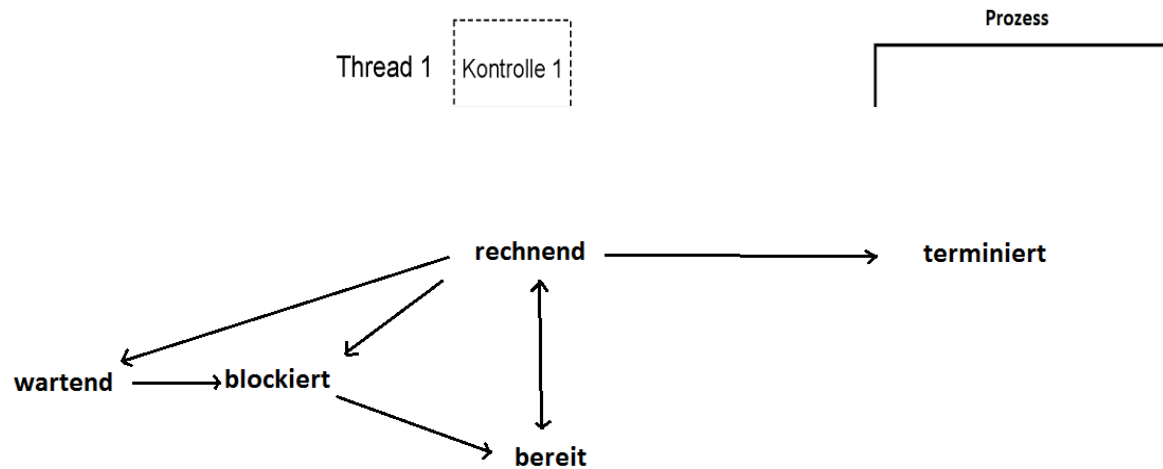 Prozess
Thread 1 Kontrolle 1
rechnend terminiert
wartend blockiert
bereit